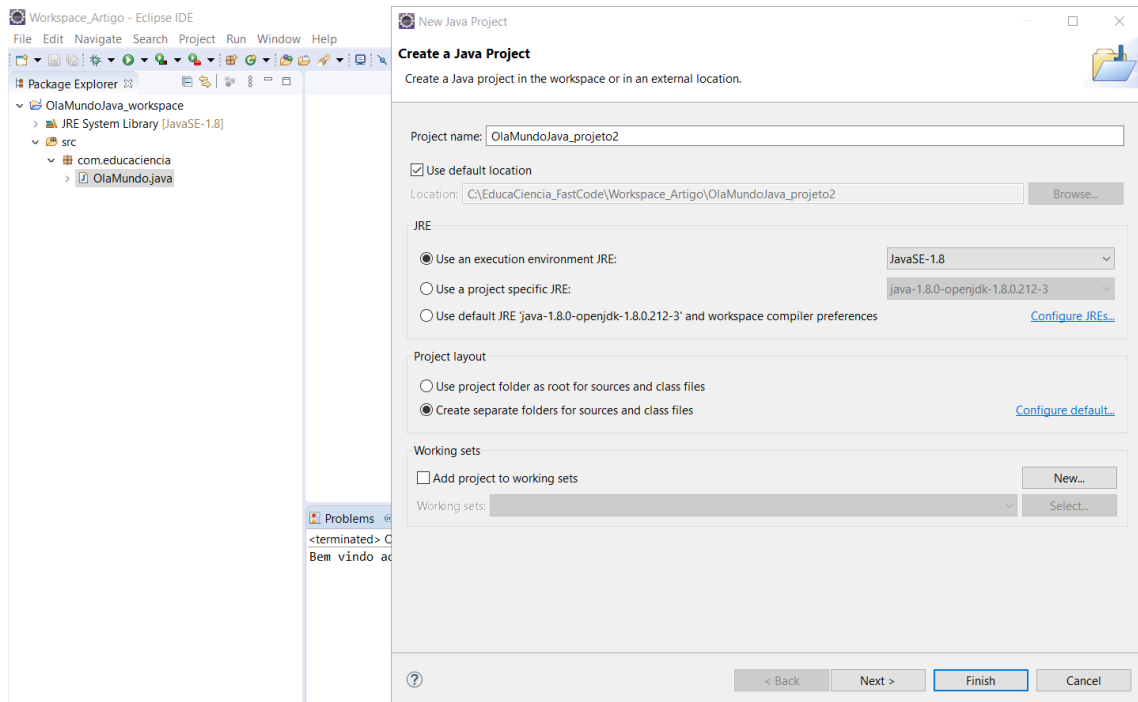 Workspace_Artigo - Eclipse IDE
File Edit Navigate Search Project Run Window Help
Package Explorer
OlaMundoJava_workspace
JRE System Library [JavaSE-1.8]
src
com.educaciencia
OlaMundo.java
Problems
<terminated>
Bem vindo
New Java Project
Create a Java Project
Create a Java project in the workspace or in an external location.
Project name: OlaMundoJava_projeto2
Use default location
Location: C:\EducaCiencia_FastCode\Workspace_Artigo\OlaMundoJava_projeto2 Browse...
JRE
Use an execution environment JRE: JavaSE-1.8
Use a project specific JRE: java-1.8.0-openjdk-1.8.0.212-3
Use default JRE 'java-1.8.0-openjdk-1.8.0.212-3' and workspace compiler preferences Configure JREs...
Project layout
Use project folder as root for sources and class files
Create separate folders for sources and class files Configure default...
Working sets
Add project to working sets New...
Working sets: Select...
< Back Next > Finish Cancel